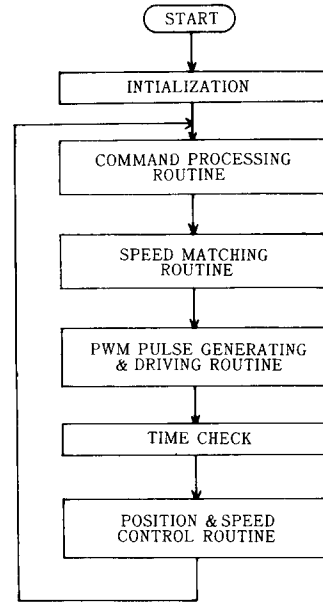 START
INTIALIZATION
COMMAND PROCESSING
ROUTINE
SPEED MATCHING
ROUTINE
PWM PULSE GENERATING
& DRIVING ROUTINE
TIME CHECK
POSITION & SPEED
CONTROL ROUTINE